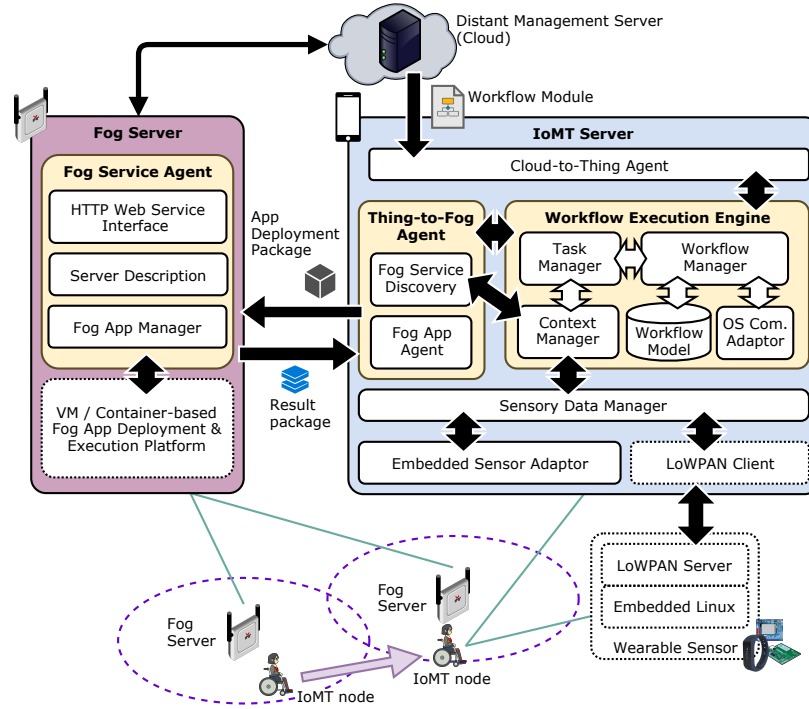 Distant Management Server
(Cloud)
Workflow Module
Fog Server
Fog Service Agent
HTTP Web Service
Interface
Server Description
Fog App Manager
VM / Container-based
Fog App Deployment &
Execution Platform
App
Deployment
Package
Result
package
IoMT Server
Cloud-to-Thing Agent
Thing-to-Fog
Agent
Fog Service
Discovery
Fog App
Agent
Workflow Execution Engine
Task
Manager
Workflow
Manager
Context
Manager
Workflow
Model
OS Com.
Adaptor
Sensory Data Manager
Embedded Sensor Adaptor
LoWPAN Client
LoWPAN Server
Embedded Linux
Wearable Sensor
Fog
Server
Fog
Server
IoMT node
IoMT node